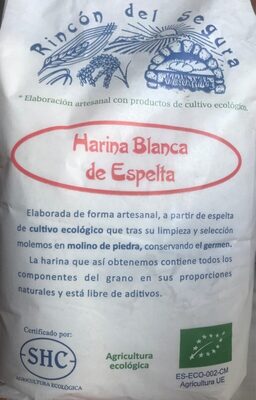 Rincón del Segura
* Elaboración artesanal con productos de cultivo ecológico.
Harina Blanca
de Espelta
Elaborada de forma artesanal, a partir de espelta
de cultivo ecológico que tras su limpieza y selección
molemos en molino de piedra, conservando el germen.
La harina que así obtenemos contiene todos los
componentes del grano en sus proporciones
naturales y está libre de aditivos.
Certificado por:
SHC
AGRICULTURA ECOLÓGICA
Agricultura
ecológica
ES-ECO-002-CM
Agricultura UE